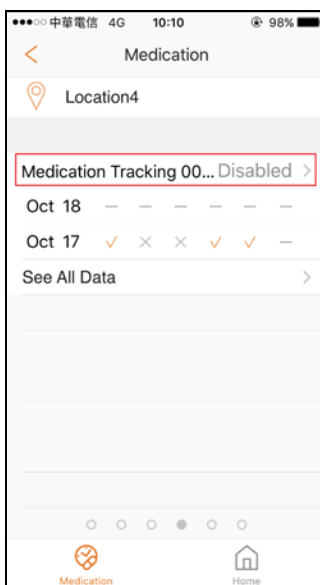 中華電信 4G 10:10 98%
Medication
Location4
Medication Tracking 00... Disabled
Oct 18 – – – – – –
Oct 17 ✓ × × ✓ ✓ –
See All Data
Medication Home